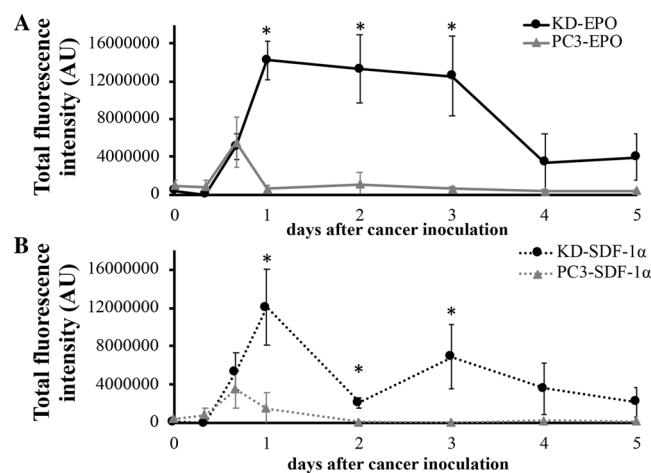 A
Total fluorescence
intensity (AU)
16000000
12000000
8000000
4000000
0
* * *
KD-EPO
PC3-EPO
0 1 2 3 4 5
days after cancer inoculation
B
Total fluorescence
intensity (AU)
16000000
12000000
8000000
4000000
0
* * *
KD-SDF-1α
PC3-SDF-1α
0 1 2 3 4 5
days after cancer inoculation